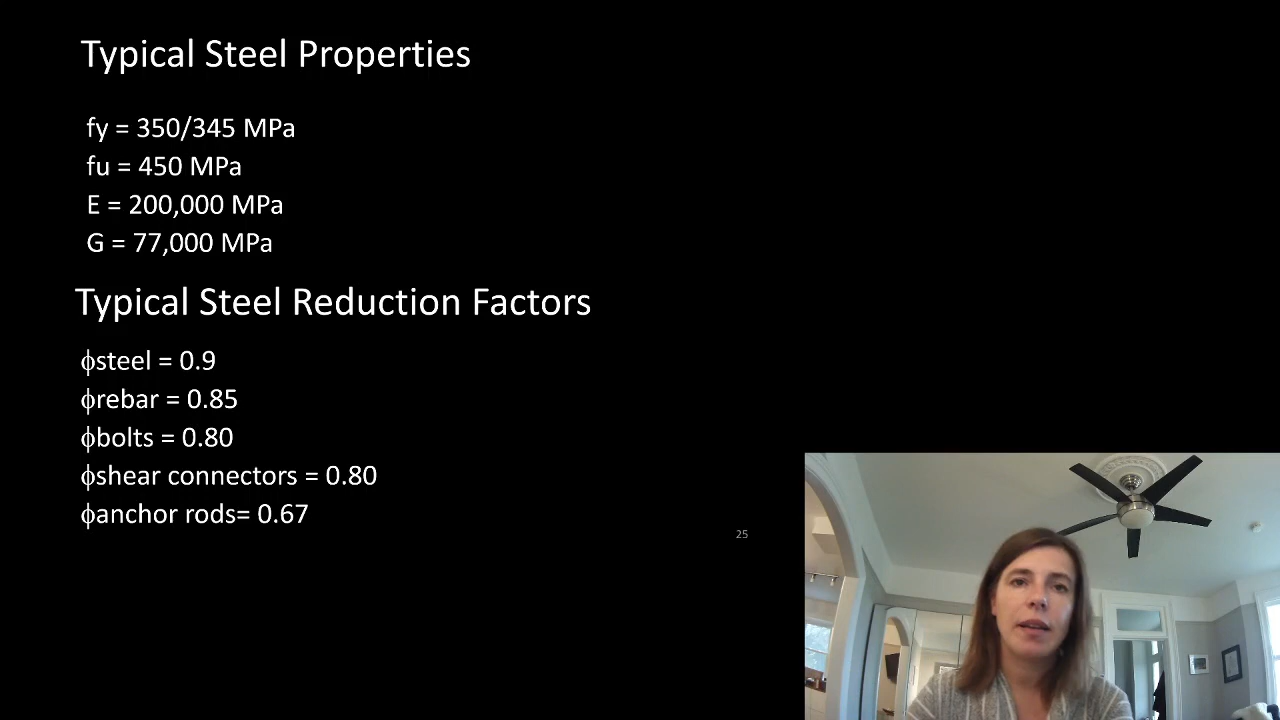 Typical Steel Properties
fy = 350/345 MPa
fu = 450 MPa
E = 200,000 MPa
G = 77,000 MPa
Typical Steel Reduction Factors
ϕsteel = 0.9
ϕrebar = 0.85
ϕbolts = 0.80
ϕshear connectors = 0.80
ϕanchor rods= 0.67
25